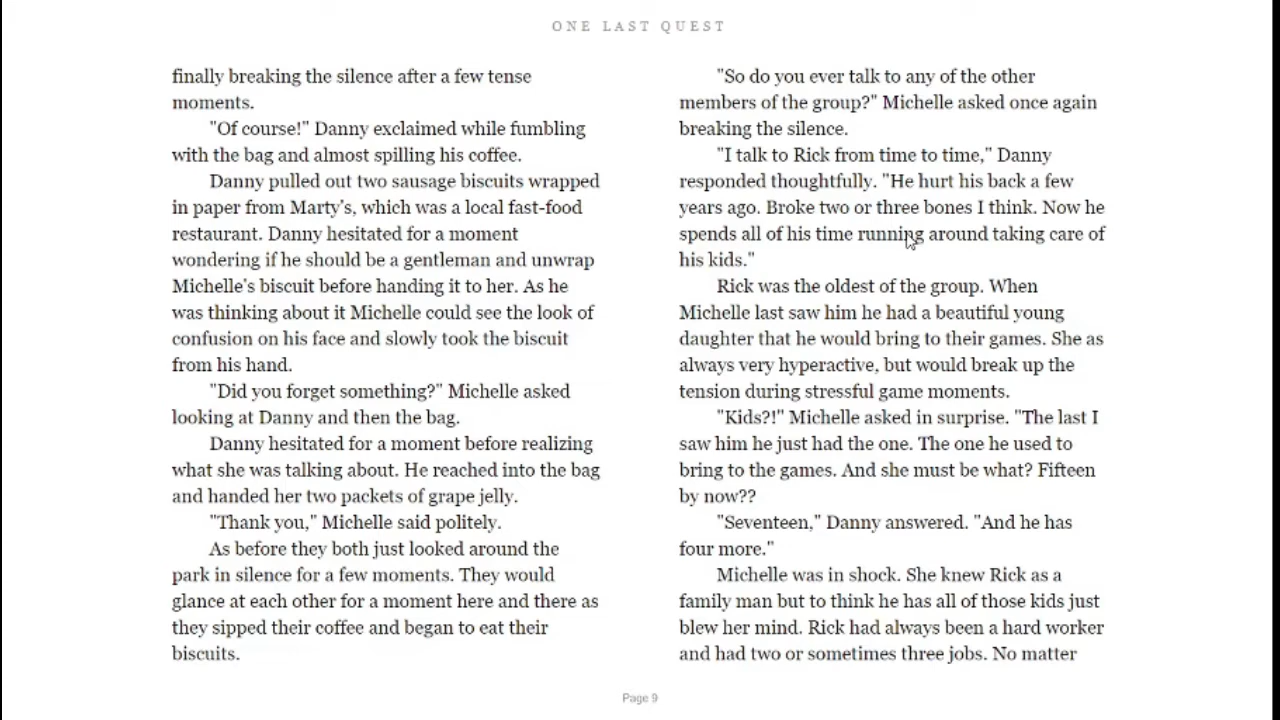 ONE LAST QUEST
finally breaking the silence after a few tense
moments.
"Of course!" Danny exclaimed while fumbling
with the bag and almost spilling his coffee.
Danny pulled out two sausage biscuits wrapped
in paper from Marty's, which was a local fast-food
restaurant. Danny hesitated for a moment
wondering if he should be a gentleman and unwrap
Michelle's biscuit before handing it to her. As he
was thinking about it Michelle could see the look of
confusion on his face and slowly took the biscuit
from his hand.
"Did you forget something?" Michelle asked
looking at Danny and then the bag.
Danny hesitated for a moment before realizing
what she was talking about. He reached into the bag
and handed her two packets of grape jelly.
"Thank you," Michelle said politely.
As before they both just looked around the
park in silence for a few moments. They would
glance at each other for a moment here and there as
they sipped their coffee and began to eat their
biscuits.
"So do you ever talk to any of the other
members of the group?" Michelle asked once again
breaking the silence.
"I talk to Rick from time to time," Danny
responded thoughtfully. "He hurt his back a few
years ago. Broke two or three bones I think. Now he
spends all of his time running around taking care of
his kids."
Rick was the oldest of the group. When
Michelle last saw him he had a beautiful young
daughter that he would bring to their games. She as
always very hyperactive, but would break up the
tension during stressful game moments.
"Kids?!" Michelle asked in surprise. "The last I
saw him he just had the one. The one he used to
bring to the games. And she must be what? Fifteen
by now??
"Seventeen," Danny answered. "And he has
four more."
Michelle was in shock. She knew Rick as a
family man but to think he has all of those kids just
blew her mind. Rick had always been a hard worker
and had two or sometimes three jobs. No matter
Page 9